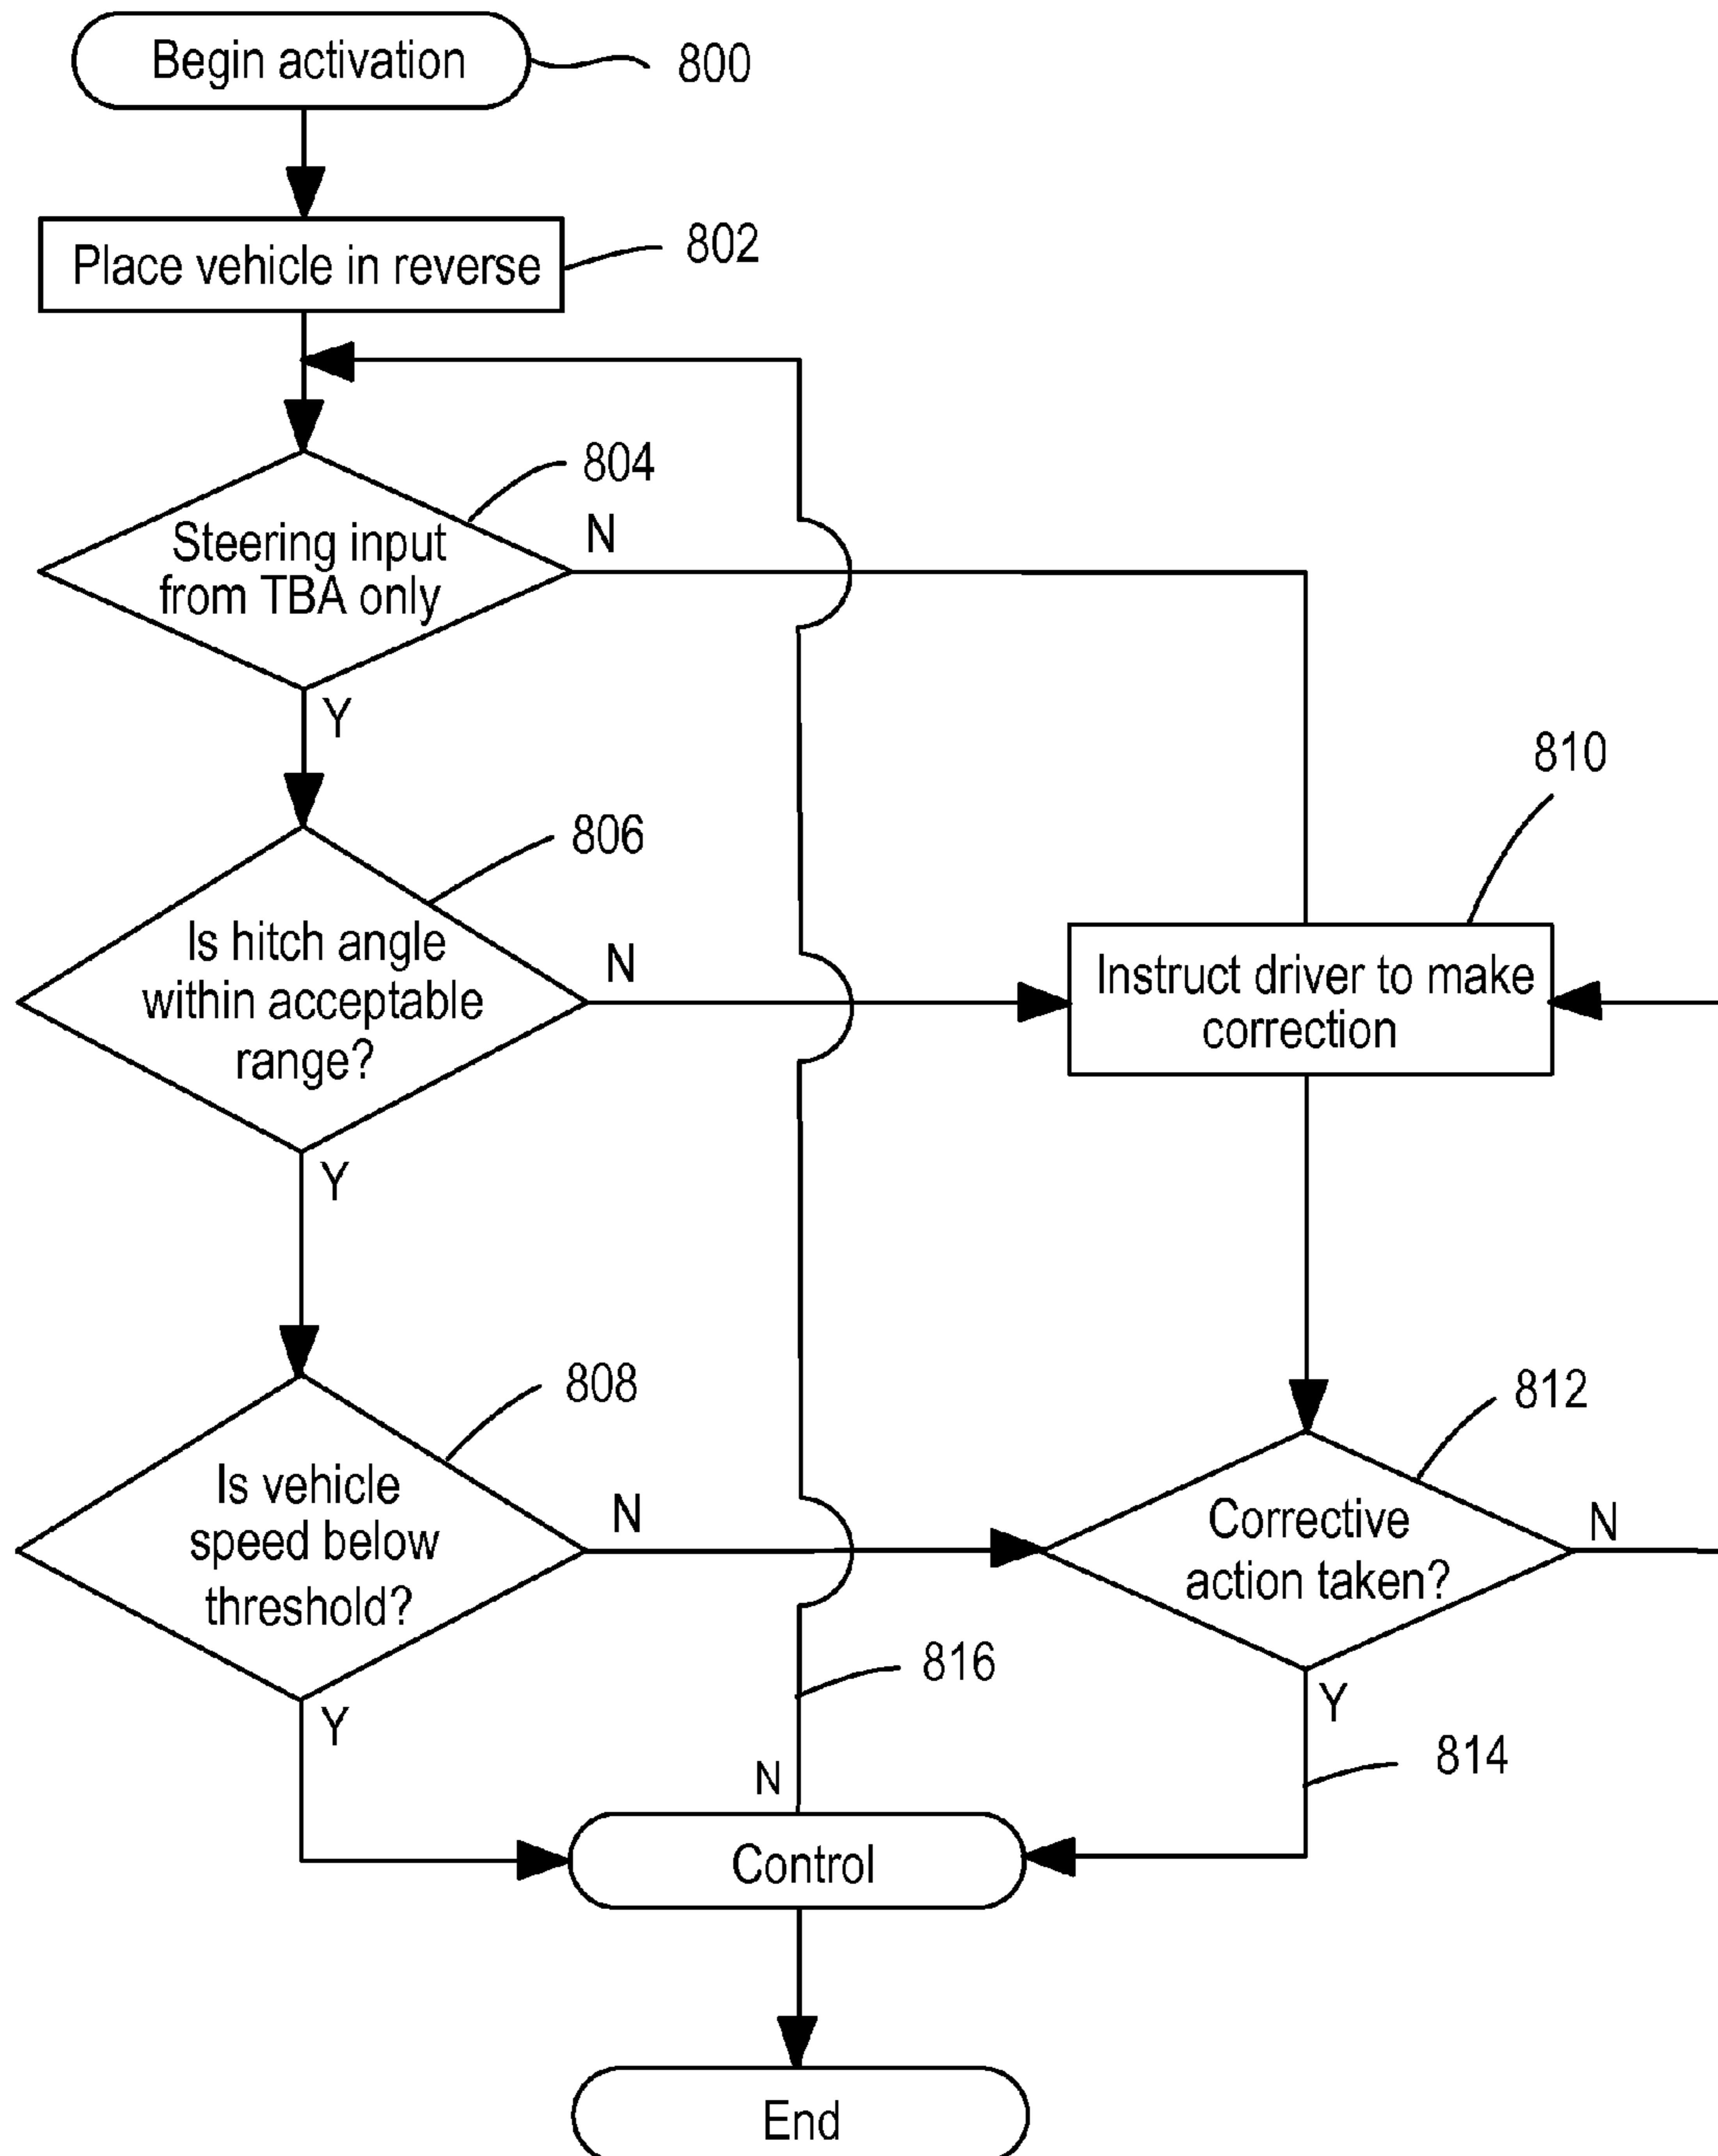 Begin activation
800
Place vehicle in reverse
802
804
Steering input
from TBA only
N
Y
810
806
Is hitch angle
within acceptable
range?
N
Instruct driver to make
correction
Y
808
812
Is vehicle
speed below
threshold?
N
Corrective
action taken?
N
816
Y
Y
814
N
Control
End